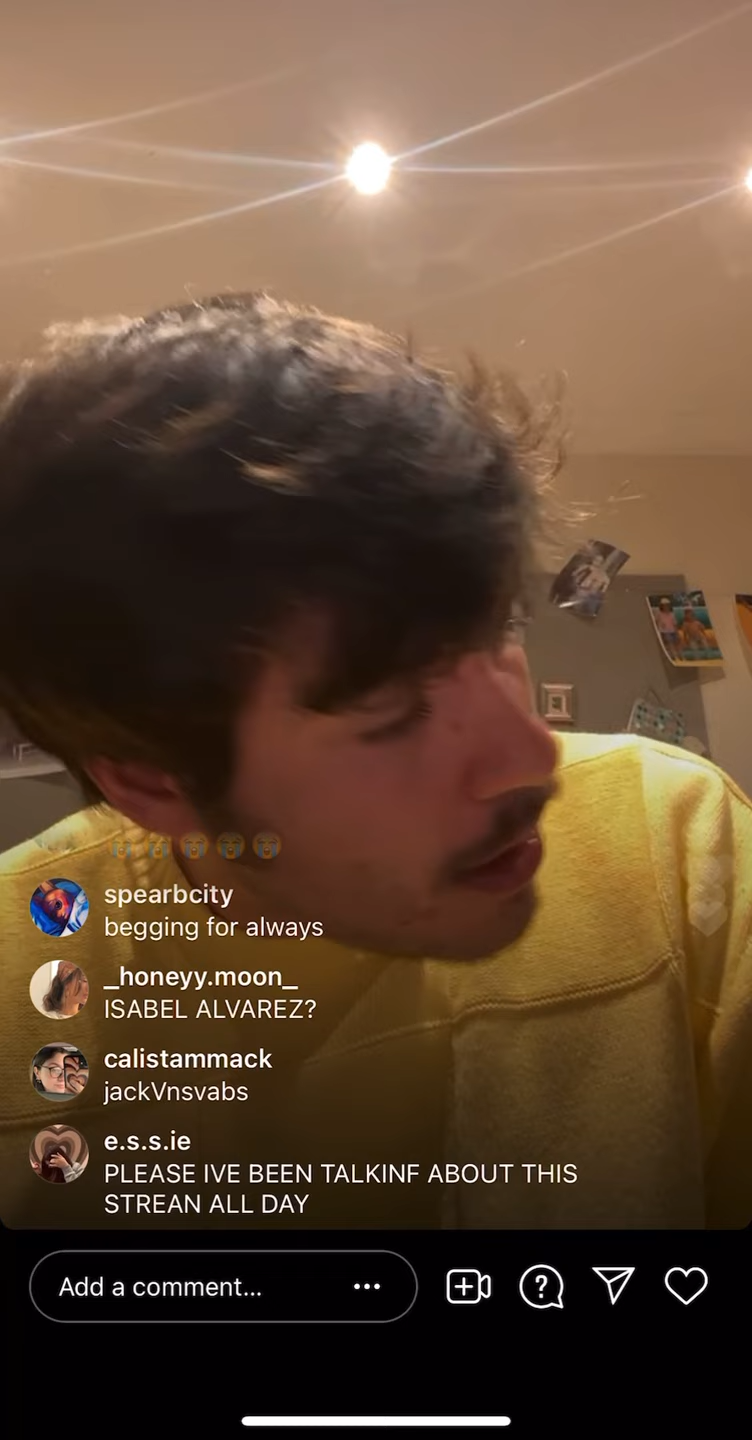 😭😭😭😭😭
spearbcity
begging for always
_honeyy.moon_
ISABEL ALVAREZ?
calistammack
jackVnsvabs
e.s.s.ie
PLEASE IVE BEEN TALKINF ABOUT THIS
STREAN ALL DAY
Add a comment...